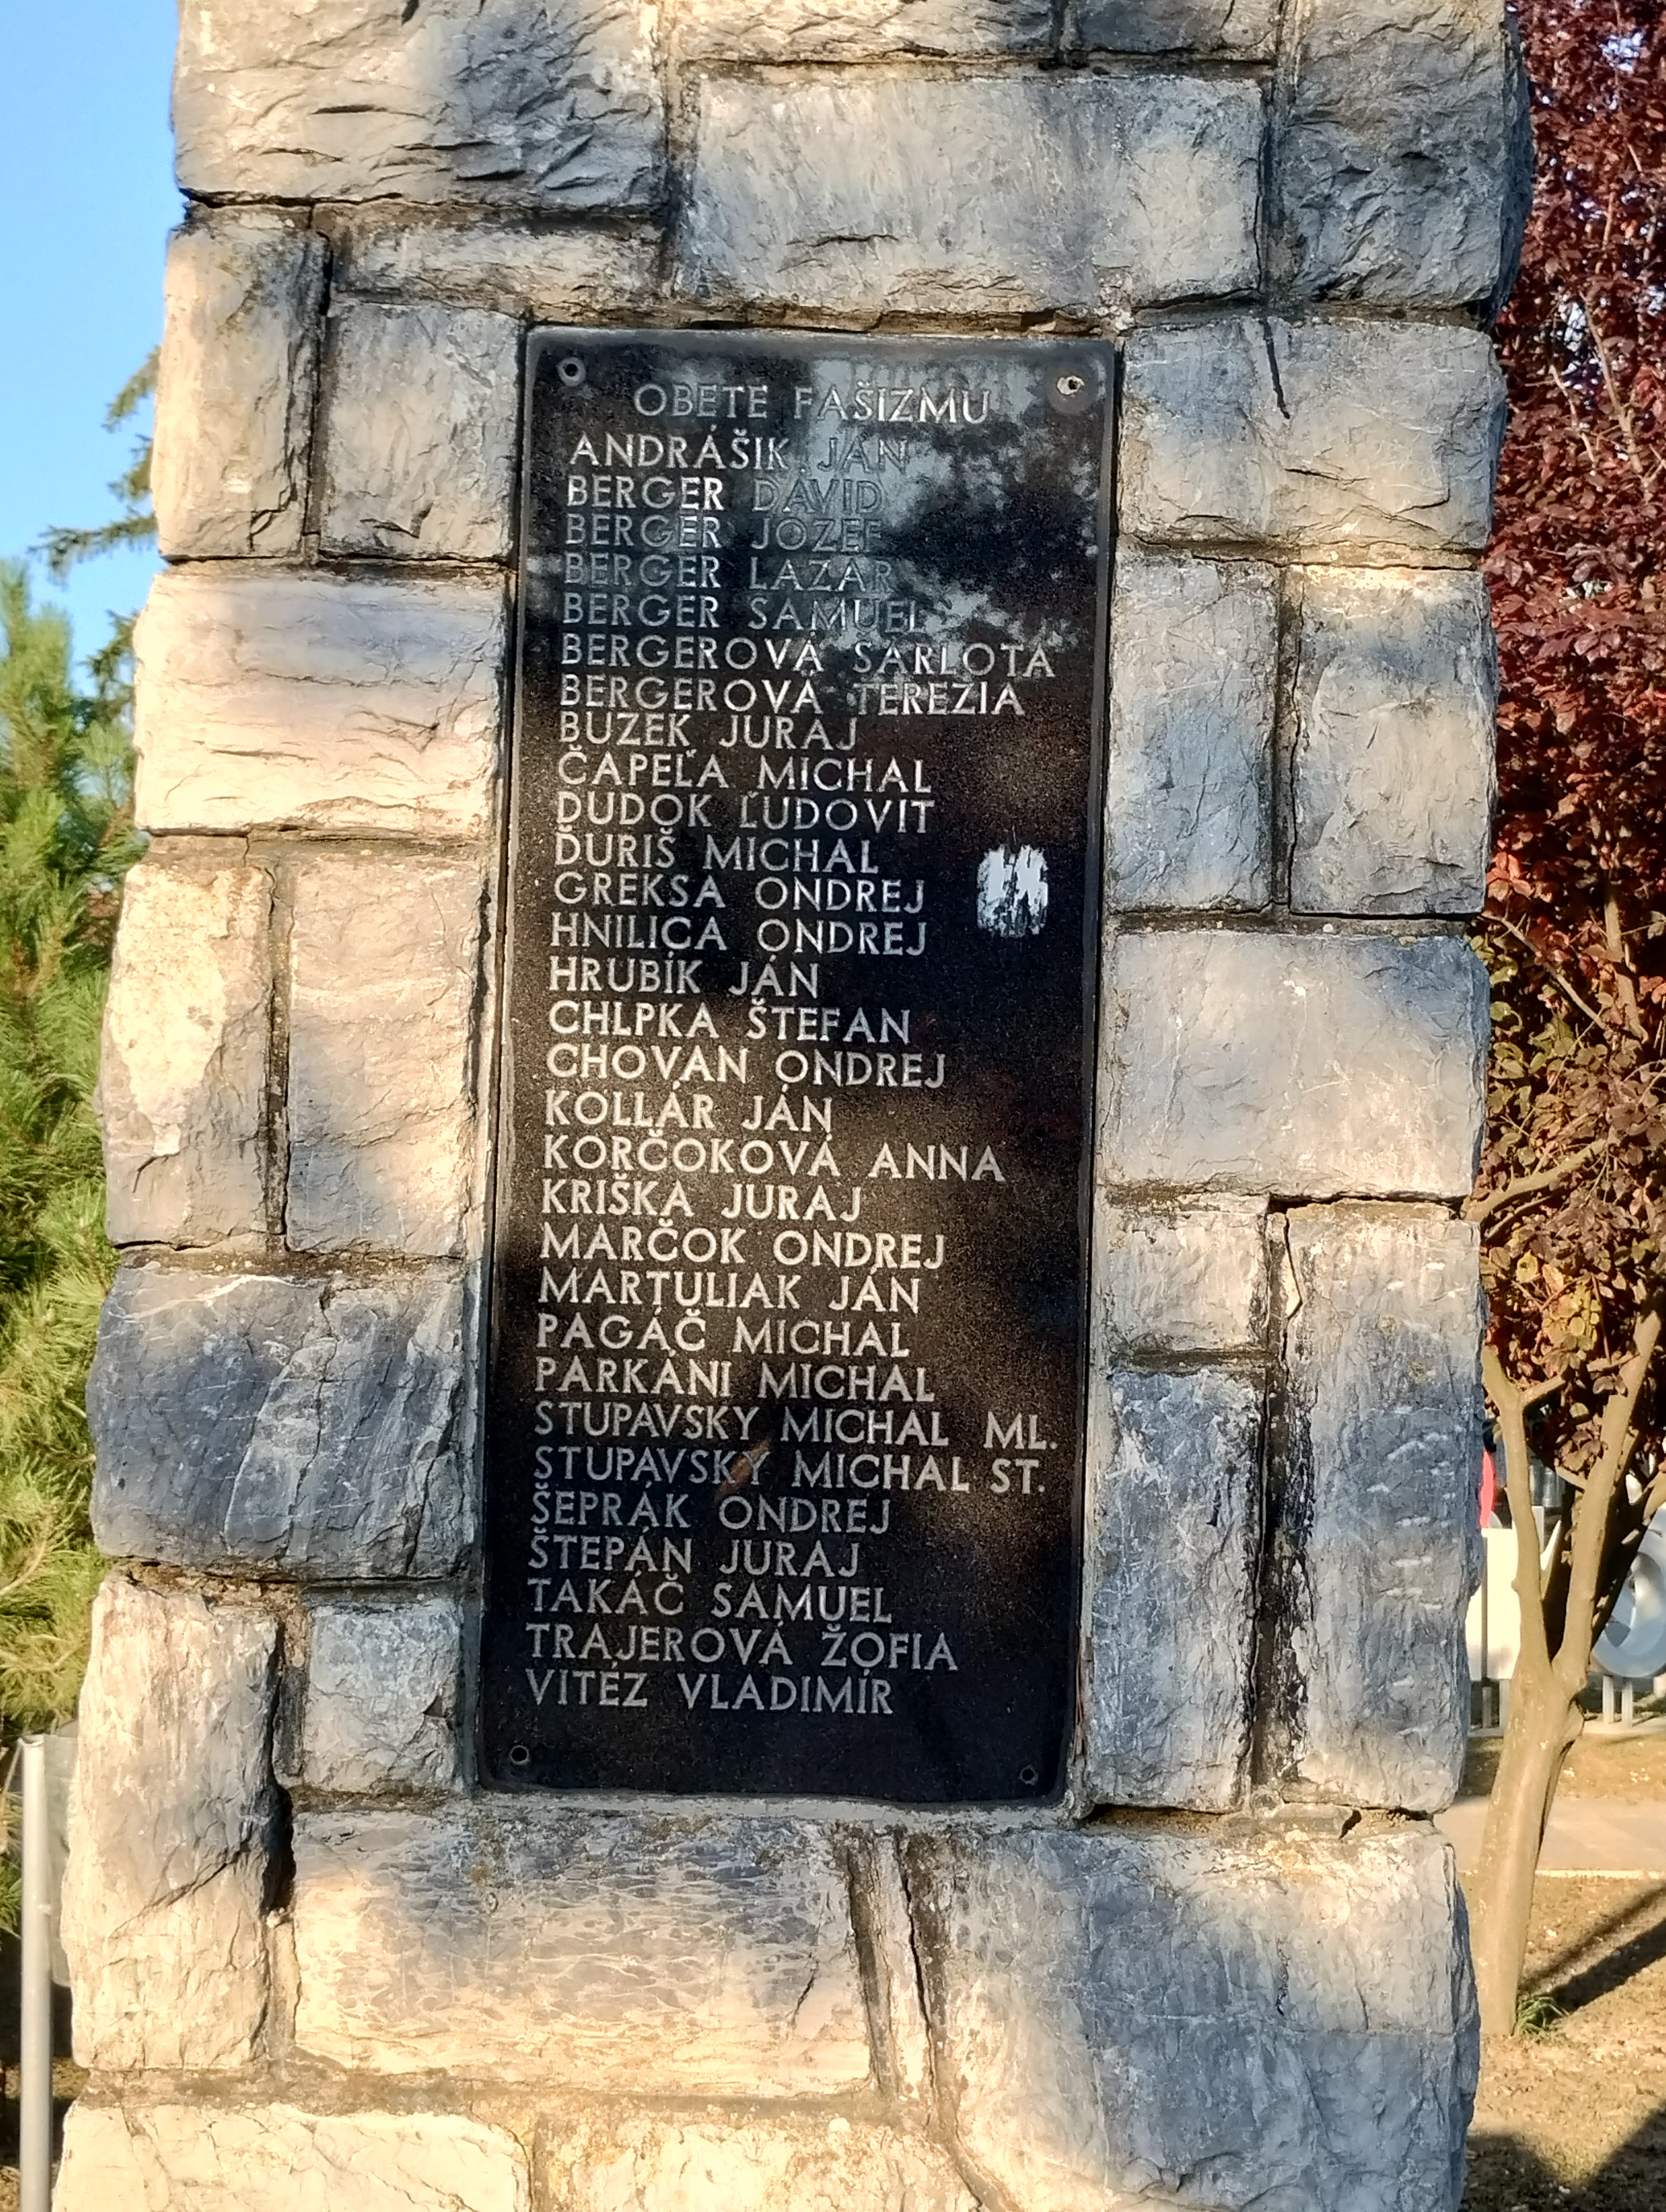 OBETE FAŠIZMU
ANDRÁŠIK JÁN
BERGER DÁVID
BERGER JOZEF
BERGER LAZAR
BERGER SAMUEL
BERGEROVÁ ŠARLOTA
BERGEROVÁ TEREZIA
BUZEK JURAJ
ČAPEĽA MICHAL
DUDOK ĽUDOVIT
ĎURIŠ MICHAL
GREKSA ONDREJ
HNILICA ONDREJ
HRUBÍK JÁN
CHLPKA ŠTEFAN
CHOVAN ONDREJ
KOLLÁR JÁN
KORČOKOVÁ ANNA
KRIŠKA JURAJ
MARČOK ONDREJ
MARTULIAK JÁN
PAGÁČ MICHAL
PARKÁNI MICHAL
STUPAVSKY MICHAL ML.
STUPAVSKÝ MICHAL ST.
ŠEPRÁK ONDREJ
ŠTEPÁN JURAJ
TAKÁČ SAMUEL
TRAJEROVÁ ŽOFIA
VITÉZ VLADIMÍR